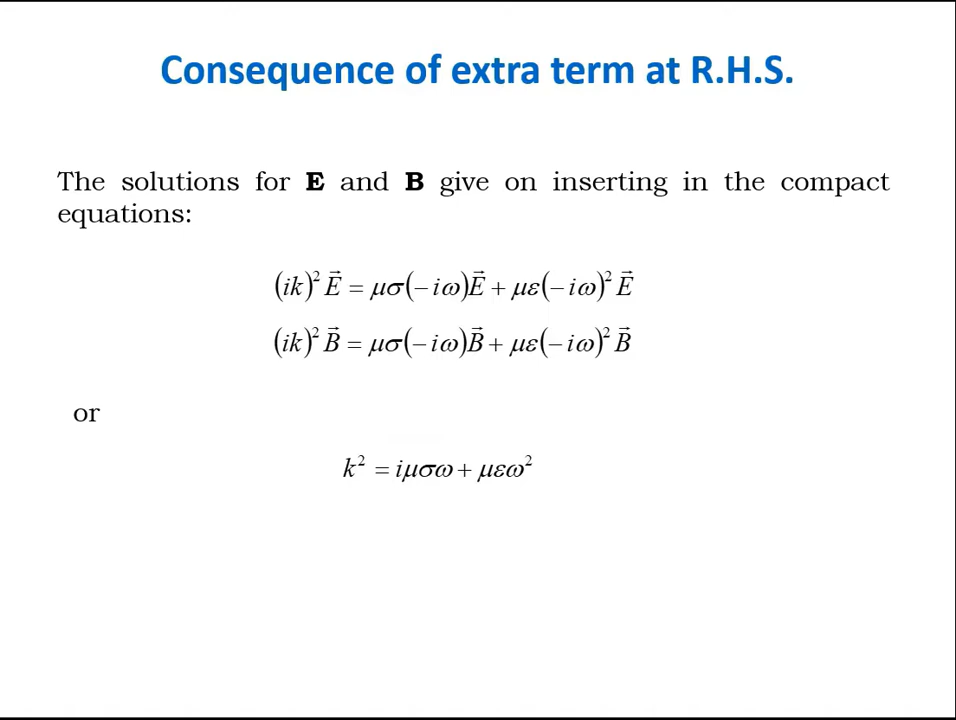 Consequence of extra term at R.H.S.
The solutions for E and B give on inserting in the compact
equations:
(ik)² E⃗ = μσ(− iω)E⃗ + με(− iω)² E⃗
(ik)² B⃗ = μσ(− iω)B⃗ + με(− iω)² B⃗
or
k² = iμσω + μεω²